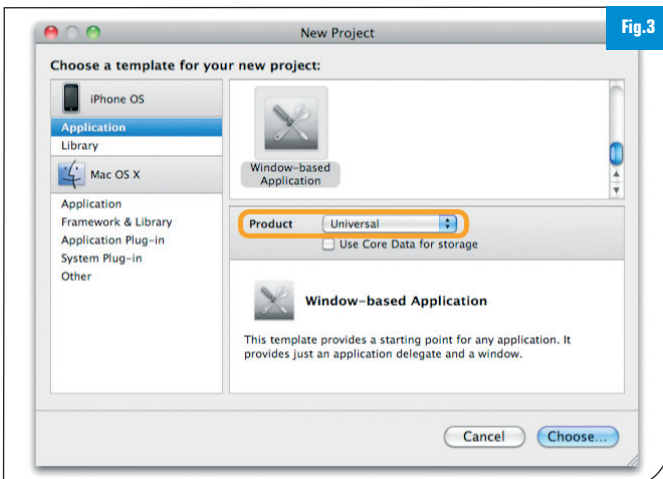 Fig.3
New Project
Choose a template for your new project:
iPhone OS
Application
Library
Mac OS X
Application
Framework & Library
Application Plug-in
System Plug-in
Other
Window-based
Application
Product Universal
Use Core Data for storage
Window-based Application
This template provides a starting point for any application. It
provides just an application delegate and a window.
Cancel Choose...